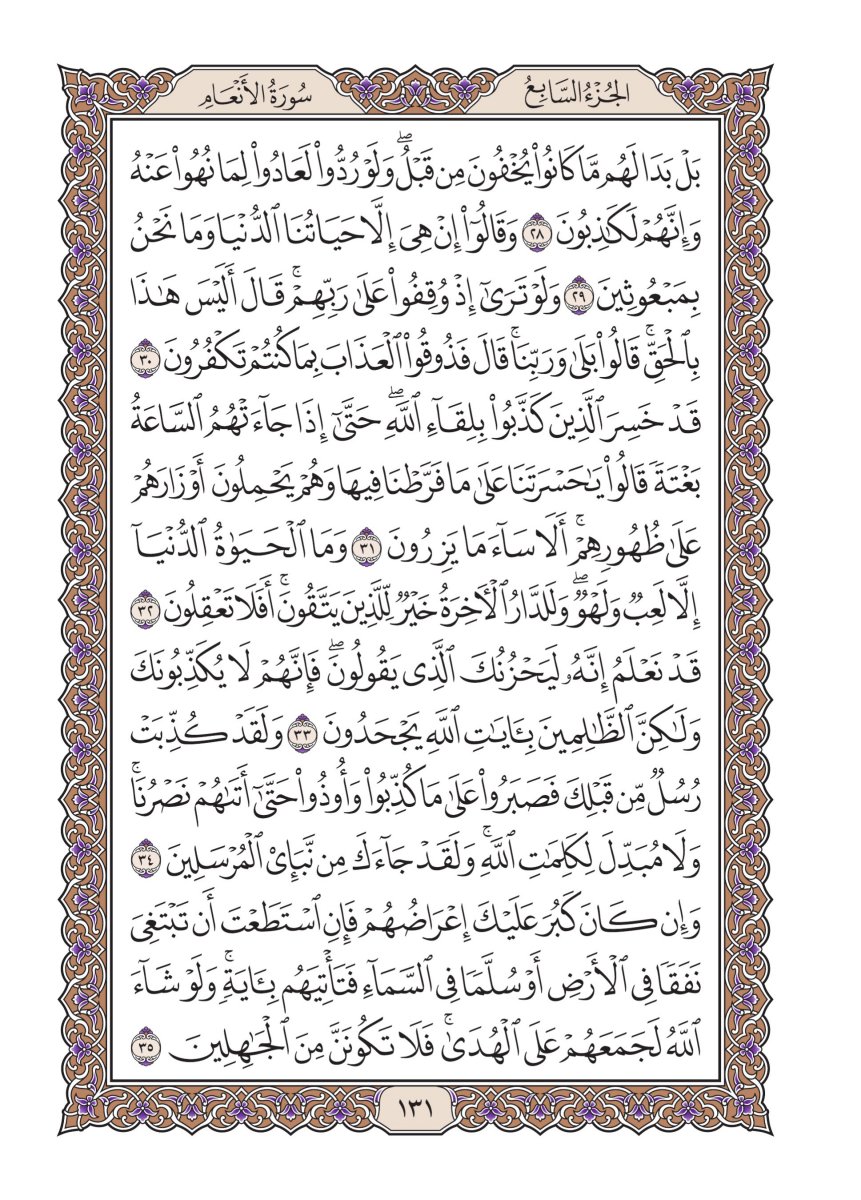 الجُزْءُ السَّابِعُ
سُورَةُ الأَنْعَامِ
بَلۡ بَدَا لَهُم مَّا كَانُواْ يُخۡفُونَ مِن قَبۡلُۖ وَلَوۡ رُدُّواْ لَعَادُواْ لِمَا نُهُواْ عَنۡهُ
وَإِنَّهُمۡ لَكَٰذِبُونَ ٢٨ وَقَالُوٓاْ إِنۡ هِيَ إِلَّا حَيَاتُنَا ٱلدُّنۡيَا وَمَا نَحۡنُ
بِمَبۡعُوثِينَ ٢٩ وَلَوۡ تَرَىٰٓ إِذۡ وُقِفُواْ عَلَىٰ رَبِّهِمۡۚ قَالَ أَلَيۡسَ هَٰذَا
بِٱلۡحَقِّۚ قَالُواْ بَلَىٰ وَرَبِّنَاۚ قَالَ فَذُوقُواْ ٱلۡعَذَابَ بِمَا كُنتُمۡ تَكۡفُرُونَ ٣٠
قَدۡ خَسِرَ ٱلَّذِينَ كَذَّبُواْ بِلِقَآءِ ٱللَّهِۖ حَتَّىٰٓ إِذَا جَآءَتۡهُمُ ٱلسَّاعَةُ
بَغۡتَةٗ قَالُواْ يَٰحَسۡرَتَنَا عَلَىٰ مَا فَرَّطۡنَا فِيهَا وَهُمۡ يَحۡمِلُونَ أَوۡزَارَهُمۡ
عَلَىٰ ظُهُورِهِمۡۚ أَلَا سَآءَ مَا يَزِرُونَ ٣١ وَمَا ٱلۡحَيَوٰةُ ٱلدُّنۡيَآ
إِلَّا لَعِبٞ وَلَهۡوٞۖ وَلَلدَّارُ ٱلۡأٓخِرَةُ خَيۡرٞ لِّلَّذِينَ يَتَّقُونَۚ أَفَلَا تَعۡقِلُونَ ٣٢
قَدۡ نَعۡلَمُ إِنَّهُۥ لَيَحۡزُنُكَ ٱلَّذِي يَقُولُونَۖ فَإِنَّهُمۡ لَا يُكَذِّبُونَكَ
وَلَٰكِنَّ ٱلظَّٰلِمِينَ بِـَٔايَٰتِ ٱللَّهِ يَجۡحَدُونَ ٣٣ وَلَقَدۡ كُذِّبَتۡ
رُسُلٞ مِّن قَبۡلِكَ فَصَبَرُواْ عَلَىٰ مَا كُذِّبُواْ وَأُوذُواْ حَتَّىٰٓ أَتَىٰهُمۡ نَصۡرُنَاۚ
وَلَا مُبَدِّلَ لِكَلِمَٰتِ ٱللَّهِۚ وَلَقَدۡ جَآءَكَ مِن نَّبَإِيْ ٱلۡمُرۡسَلِينَ ٣٤
وَإِن كَانَ كَبُرَ عَلَيۡكَ إِعۡرَاضُهُمۡ فَإِنِ ٱسۡتَطَعۡتَ أَن تَبۡتَغِيَ
نَفَقٗا فِي ٱلۡأَرۡضِ أَوۡ سُلَّمٗا فِي ٱلسَّمَآءِ فَتَأۡتِيَهُم بِـَٔايَةٖۚ وَلَوۡ شَآءَ
ٱللَّهُ لَجَمَعَهُمۡ عَلَى ٱلۡهُدَىٰۚ فَلَا تَكُونَنَّ مِنَ ٱلۡجَٰهِلِينَ ٣٥
١٣١